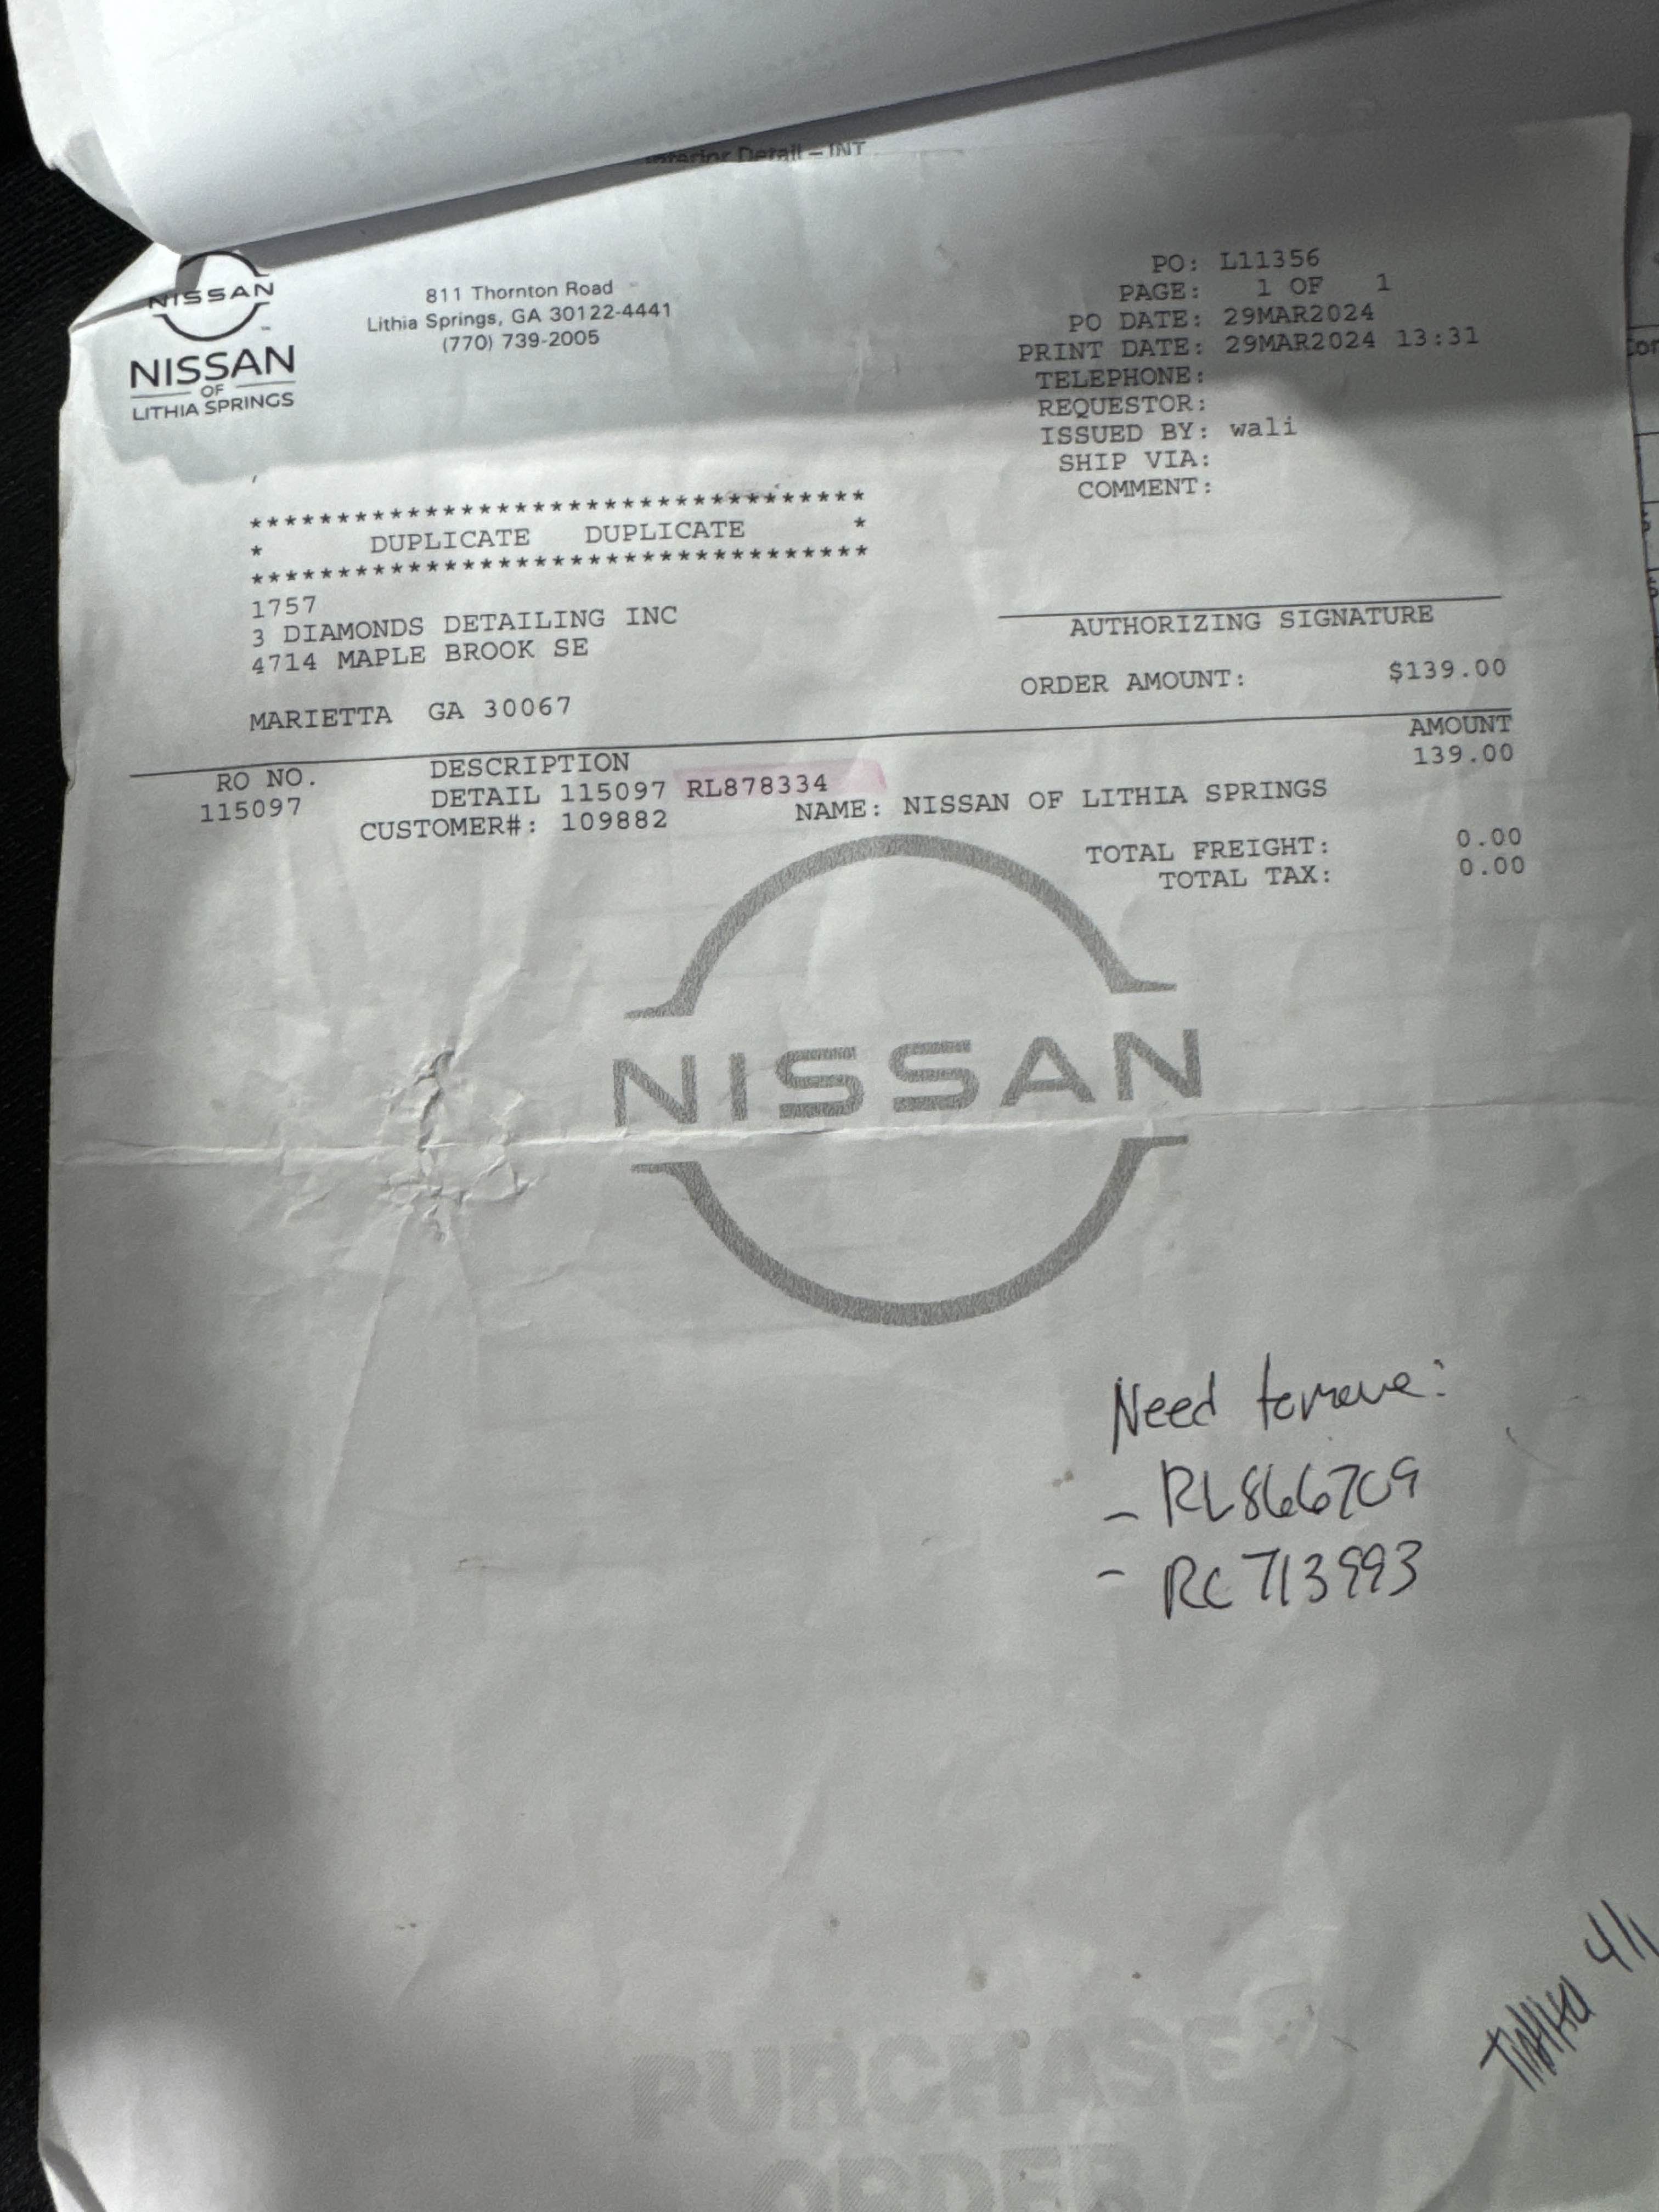 Interior Detail – INT
NISSAN
NISSAN
OF
LITHIA SPRINGS
811 Thornton Road
Lithia Springs, GA 30122-4441
(770) 739-2005
PO: L11356
PAGE: 1 OF 1
PO DATE: 29MAR2024
PRINT DATE: 29MAR2024 13:31
TELEPHONE:
REQUESTOR:
ISSUED BY: wali
SHIP VIA:
COMMENT:
***********************************
* DUPLICATE DUPLICATE *
***********************************
1757
3 DIAMONDS DETAILING INC
4714 MAPLE BROOK SE
MARIETTA GA 30067
AUTHORIZING SIGNATURE
ORDER AMOUNT: $139.00
RO NO. DESCRIPTION AMOUNT
115097 DETAIL 115097 RL878334 139.00
CUSTOMER#: 109882 NAME: NISSAN OF LITHIA SPRINGS
TOTAL FREIGHT: 0.00
TOTAL TAX: 0.00
NISSAN
Need
- RL866709
- RC713993
4/1
PURCHASE
ORDER